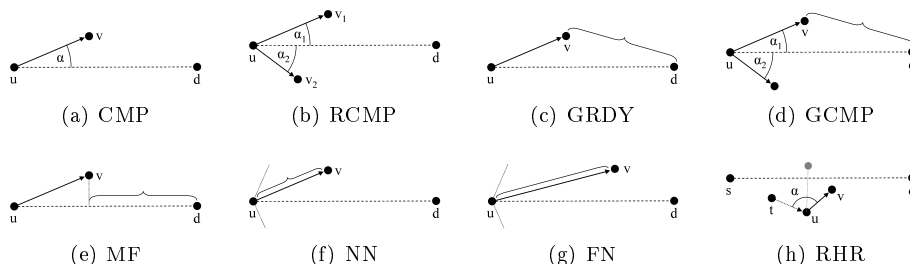 v
α
u
d
(a) CMP
v₁
α₁
u
α₂
d
v₂
(b) RCMP
v
u
d
(c) GRDY
v
α₁
u
α₂
(d) GCMP
v
u
d
(e) MF
v
u
d
(f) NN
v
u
d
(g) FN
s
α
v
t
u
(h) RHR